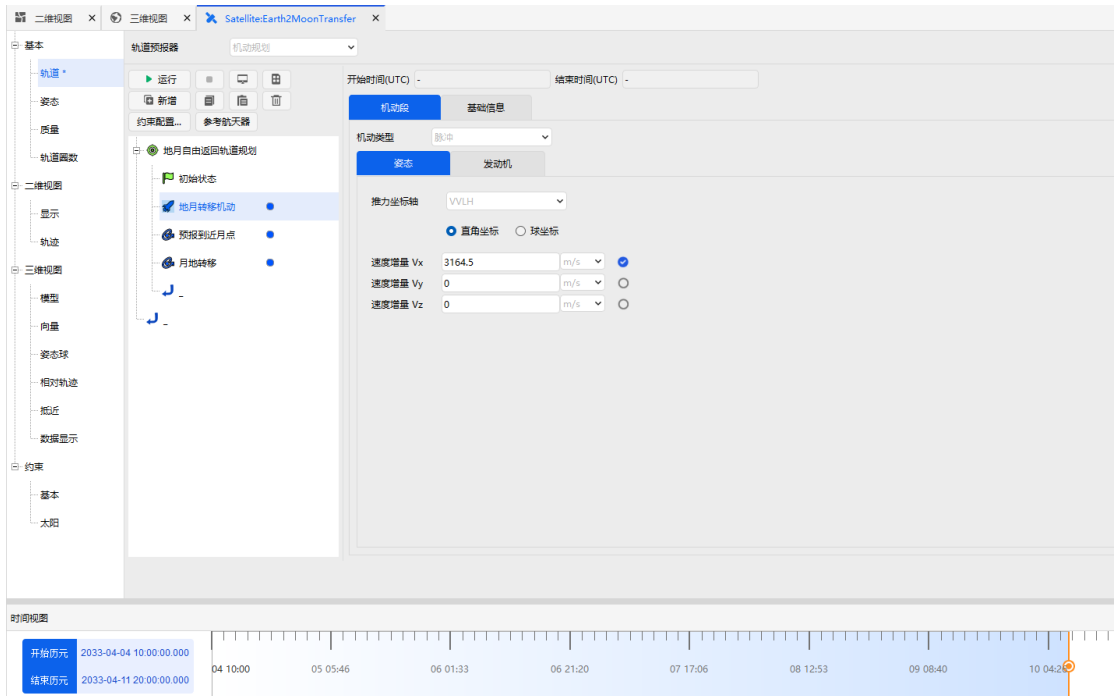 二维视图 × 三维视图 × Satellite:Earth2MoonTransfer ×
基本
轨道 *
姿态
质量
轨道圈数
二维视图
显示
轨迹
三维视图
模型
向量
姿态球
相对轨迹
抵近
数据显示
约束
基本
太阳
轨道预报器 机动规划
运行
新增
约束配置... 参考航天器
地月自由返回轨道规划
初始状态
地月转移机动
预报到近月点
月地转移
-
-
开始时间(UTC) - 结束时间(UTC) -
机动段 基础信息
机动类型 脉冲
姿态 发动机
推力坐标轴 VVLH
直角坐标 球坐标
速度增量 Vx 3164.5 m/s
速度增量 Vy 0 m/s
速度增量 Vz 0 m/s
时间视图
开始历元 2033-04-04 10:00:00.000
结束历元 2033-04-11 20:00:00.000
04 10:00 05 05:46 06 01:33 06 21:20 07 17:06 08 12:53 09 08:40